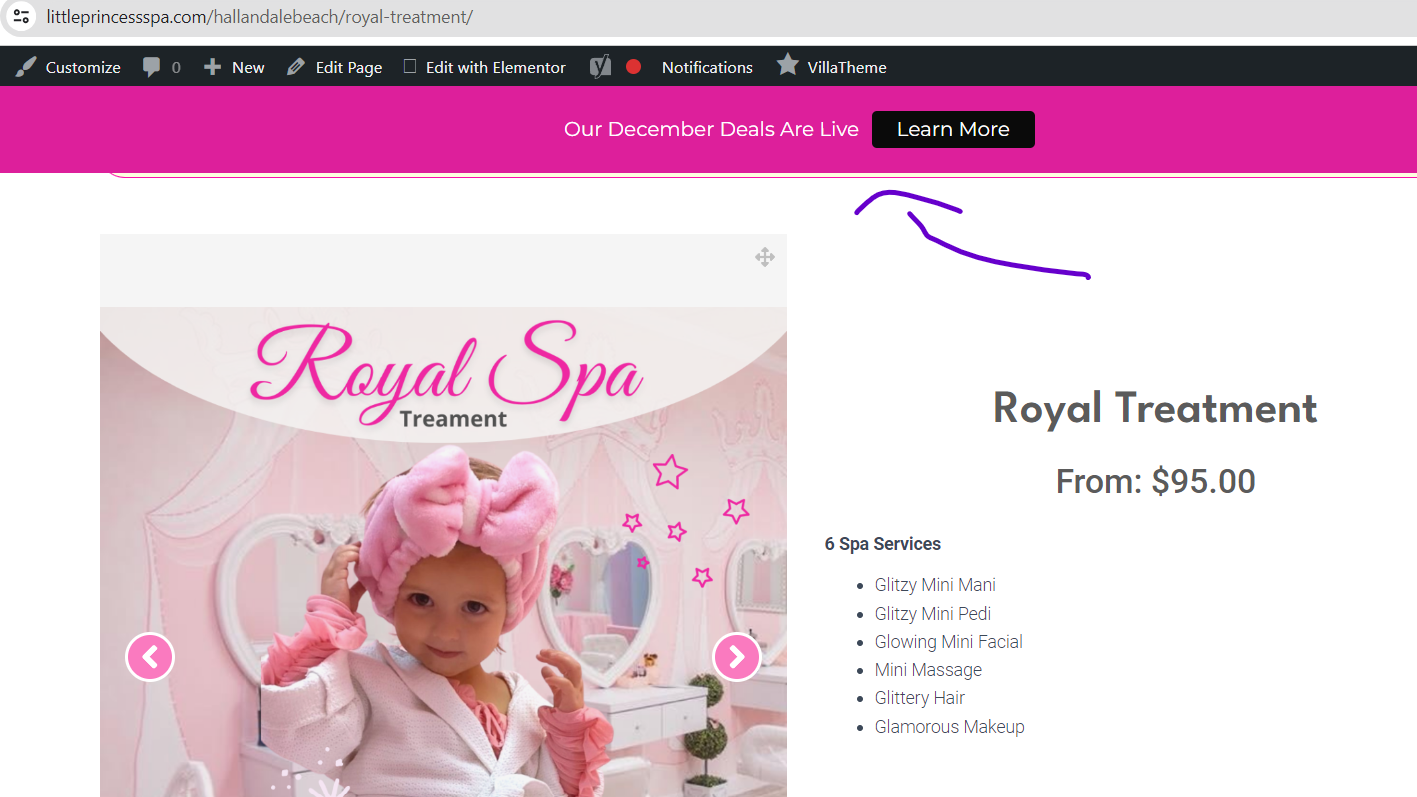 littleprincessspa.com/hallandalebeach/royal-treatment/
Customize 0 New Edit Page Edit with Elementor Notifications VillaTheme
Our December Deals Are Live Learn More
Royal Spa
Treament
Royal Treatment
From: $95.00
6 Spa Services
Glitzy Mini Mani
Glitzy Mini Pedi
Glowing Mini Facial
Mini Massage
Glittery Hair
Glamorous Makeup